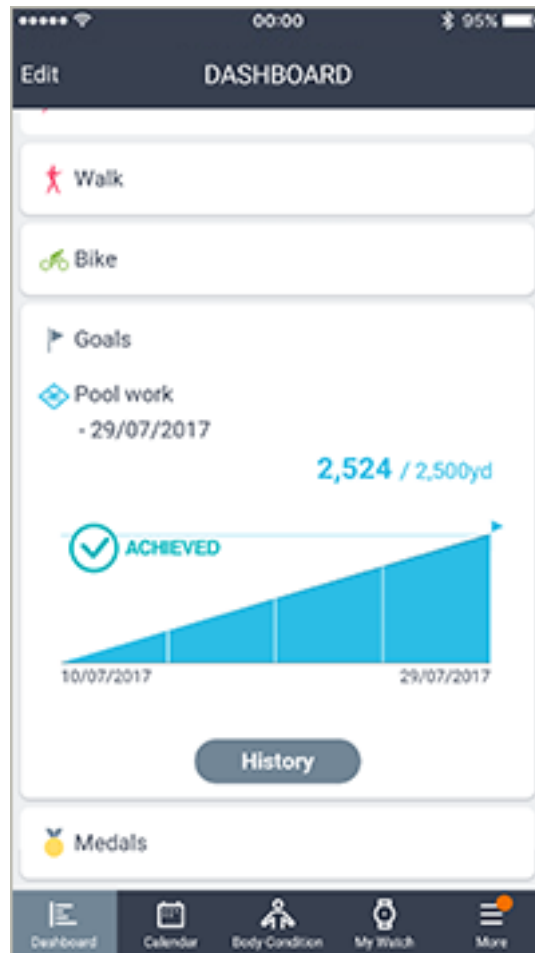 00:00 95%
Edit DASHBOARD
Walk
Bike
Goals
Pool work
- 29/07/2017
2,524 / 2,500yd
ACHIEVED
10/07/2017 29/07/2017
History
Medals
Dashboard Calendar Body Condition My Watch More